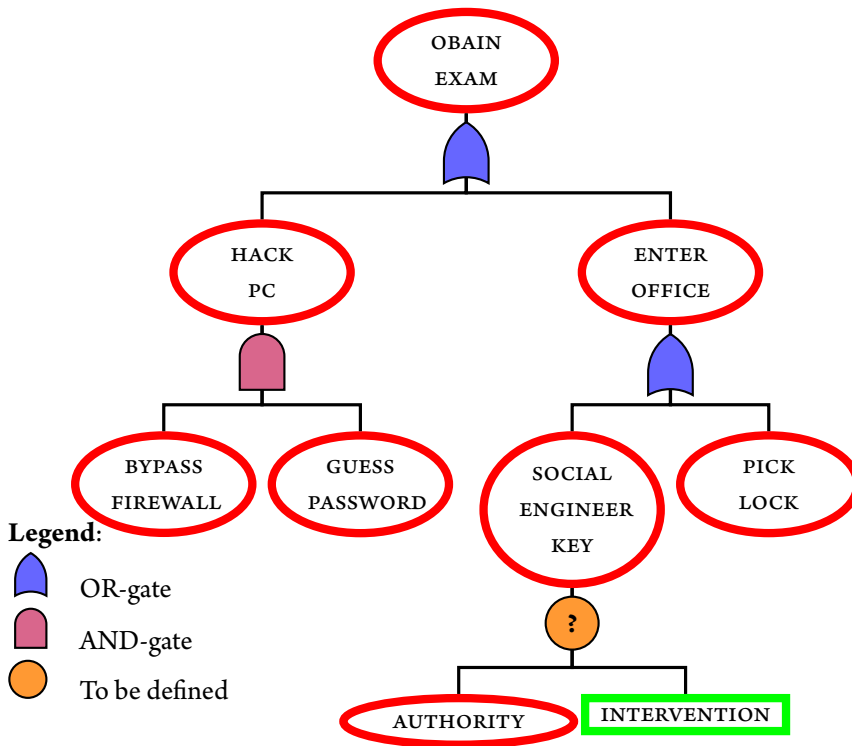 OBAIN
EXAM
HACK
PC
ENTER
OFFICE
BYPASS
FIREWALL
GUESS
PASSWORD
SOCIAL
ENGINEER
KEY
PICK
LOCK
Legend:
OR-gate
AND-gate
To be defined
?
AUTHORITY
INTERVENTION